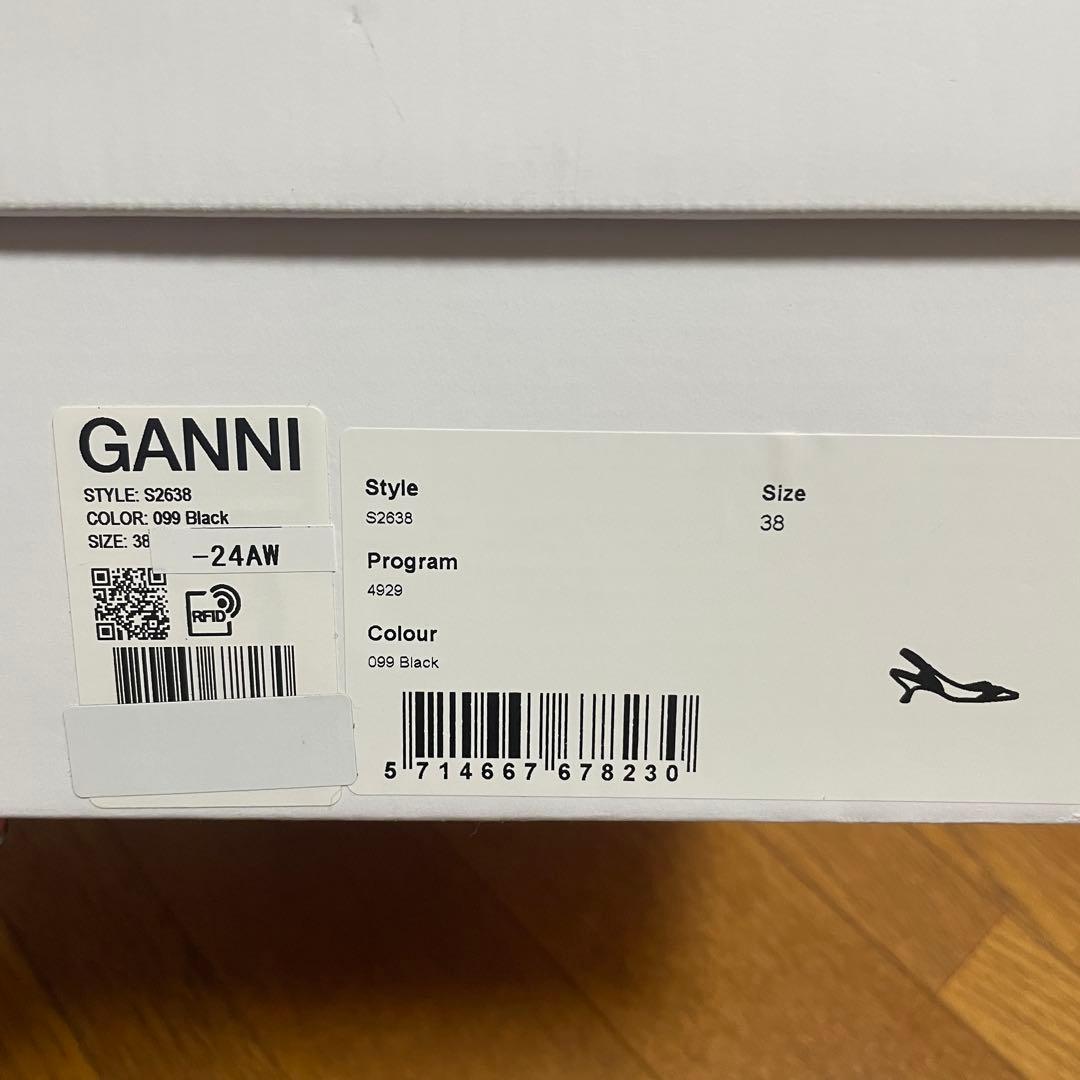 GANNI
STYLE: S2638
COLOR: 099 Black
SIZE: 38
-24AW
RFID
Style
S2638
Program
4929
Colour
099 Black
5 714667 678230
Size
38